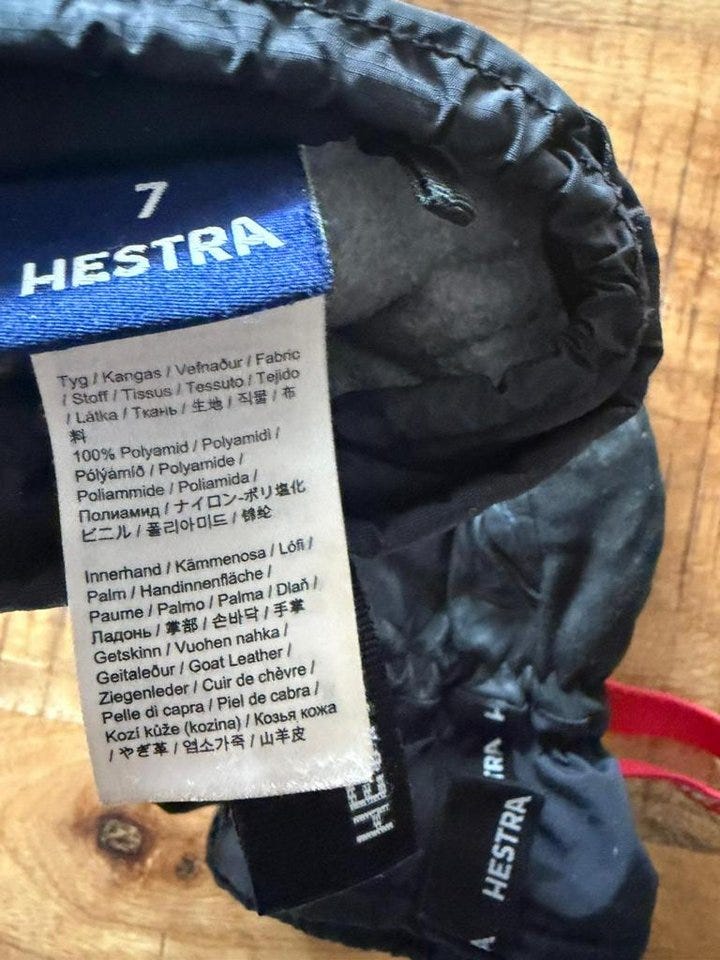 7
HESTRA
Tyg / Kangas / Vefnaður / Fabric
/ Stoff / Tissus / Tessuto / Tejido
/ Látka / Ткань / 生地 / 직물 / 布
料
100% Polyamid / Polyamidi /
Pólýamíð / Polyamide /
Poliammide / Poliamida /
Полиамид / ナイロン-ポリ塩化
ビニル / 폴리아미드 / 锦纶
Innerhand / Kämmenosa / Lófi /
Palm / Handinnenfläche /
Paume / Palmo / Palma / Dlaň /
Ладонь / 掌部 / 손바닥 / 手掌
Getskinn / Vuohen nahka /
Geitaleður / Goat Leather /
Ziegenleder / Cuir de chèvre /
Pelle di capra / Piel de cabra /
Kozí kůže (kozina) / Козья кожа
/ やぎ革 / 염소가죽 / 山羊皮
HE
H
TRA
HESTRA
A